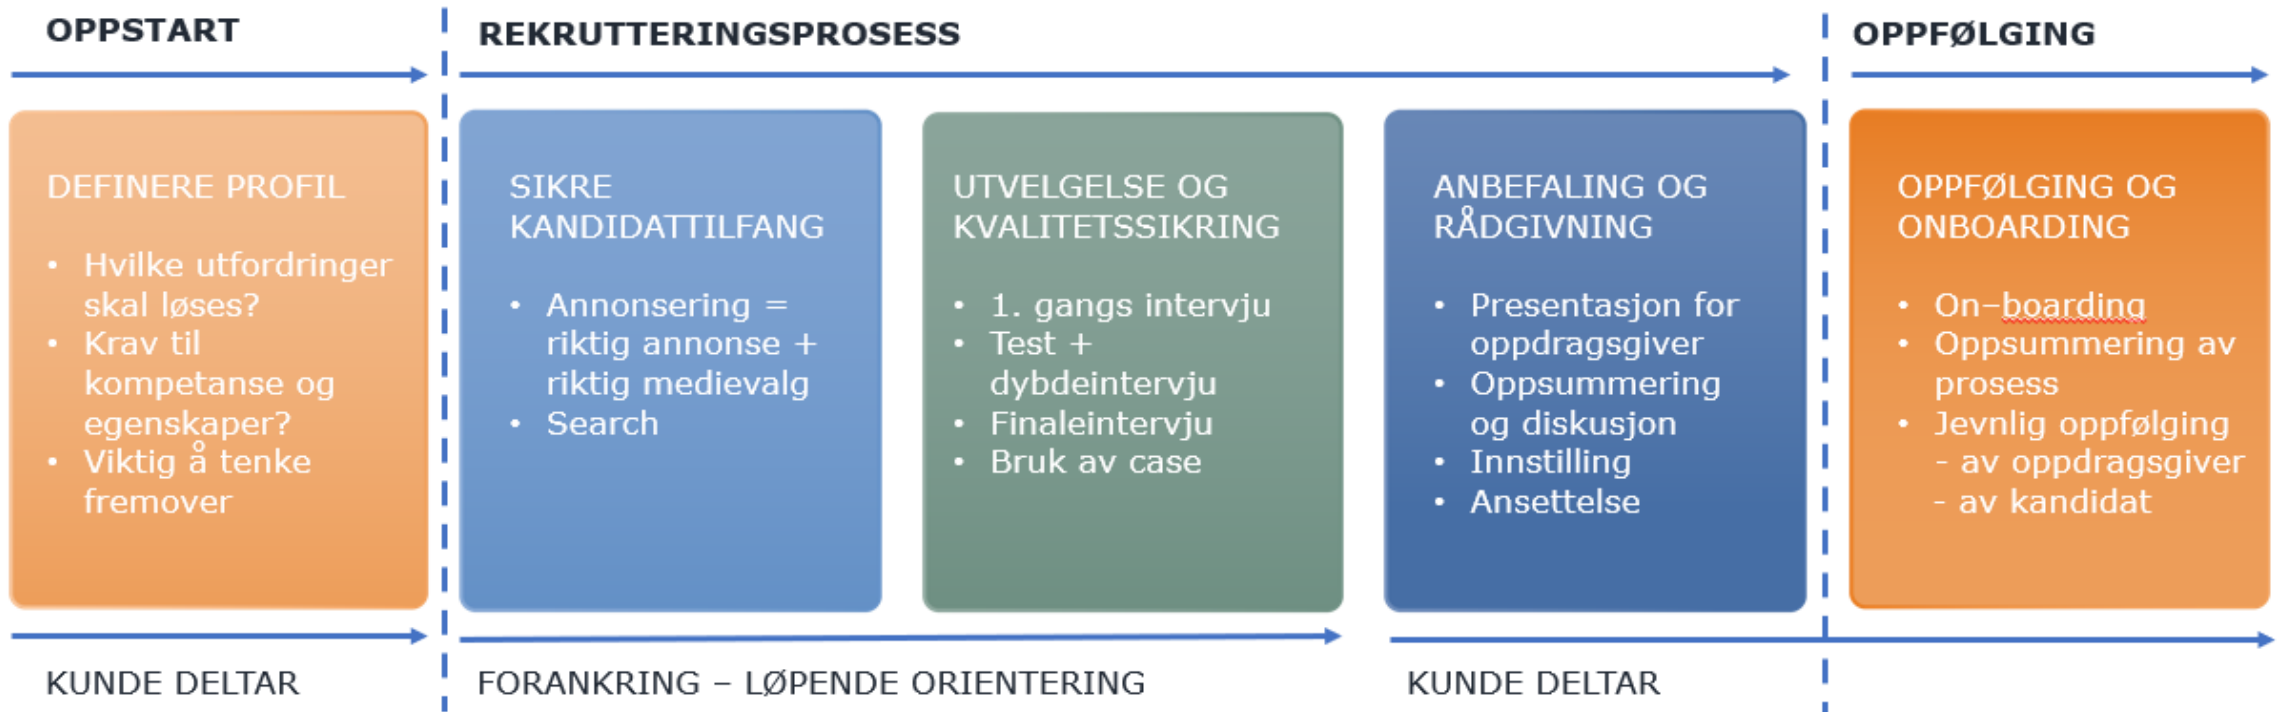 OPPSTART
REKRUTTERINGSPROSESS
OPPFØLGING
DEFINERE PROFIL
• Hvilke utfordringer
skal løses?
• Krav til
kompetanse og
egenskaper?
• Viktig å tenke
fremover
SIKRE
KANDIDATTILFANG
• Annonsering =
riktig annonse +
riktig medievalg
• Search
UTVELGELSE OG
KVALITETSSIKRING
• 1. gangs intervju
• Test +
dybdeintervju
• Finaleintervju
• Bruk av case
ANBEFALING OG
RÅDGIVNING
• Presentasjon for
oppdragsgiver
• Oppsummering
og diskusjon
• Innstilling
• Ansettelse
OPPFØLGING OG
ONBOARDING
• On–boarding
• Oppsummering av
prosess
• Jevnlig oppfølging
- av oppdragsgiver
- av kandidat
KUNDE DELTAR
FORANKRING – LØPENDE ORIENTERING
KUNDE DELTAR